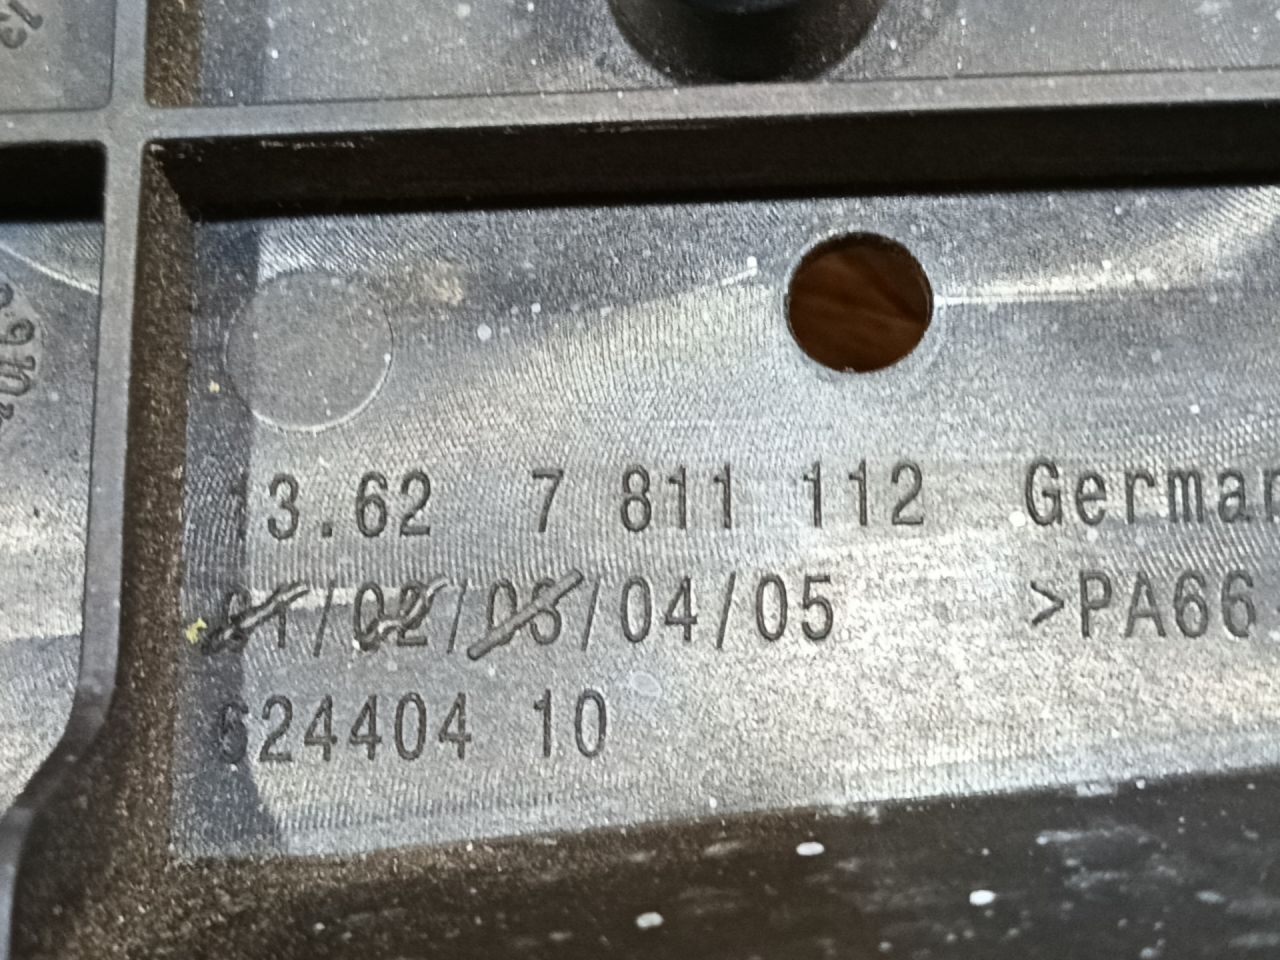 13.62 7 811 112 German
01/02/03/04/05 >PA66
624404 10